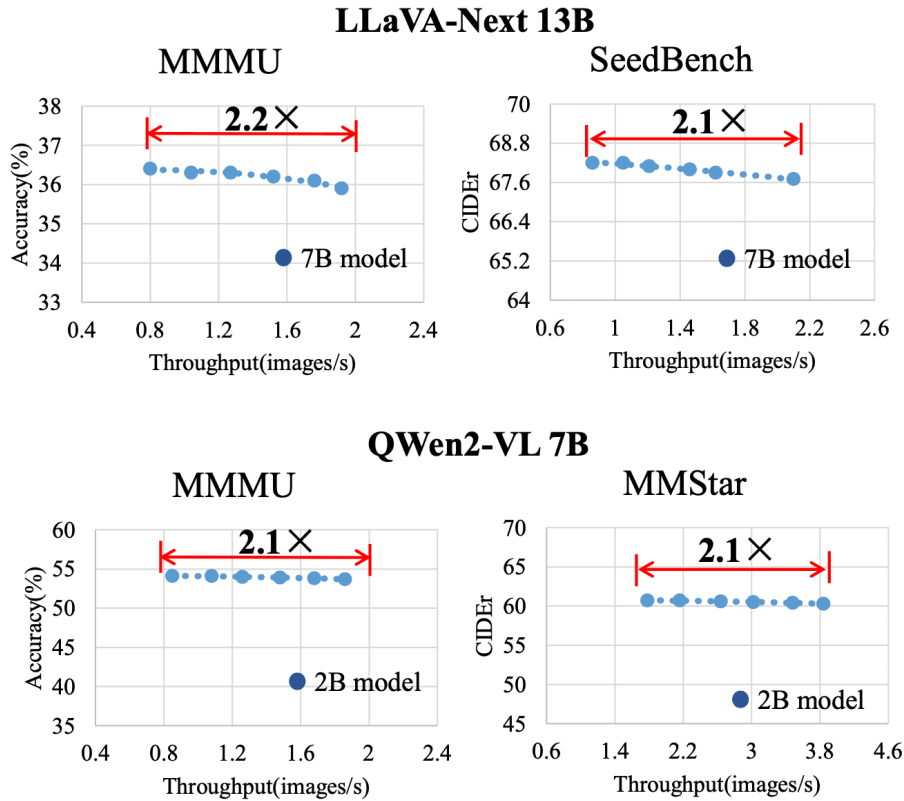 LLaVA-Next 13B
MMMU
38
37
36
35
34
33
Accuracy(%)
2.2×
7B model
0.4 0.8 1.2 1.6 2 2.4
Throughput(images/s)
SeedBench
70
68.8
67.6
66.4
65.2
64
CIDEr
2.1×
7B model
0.6 1 1.4 1.8 2.2 2.6
Throughput(images/s)
QWen2-VL 7B
MMMU
60
55
50
45
40
35
Accuracy(%)
2.1×
2B model
0.4 0.8 1.2 1.6 2 2.4
Throughput(images/s)
MMStar
70
65
60
55
50
45
CIDEr
2.1×
2B model
0.6 1.4 2.2 3 3.8 4.6
Throughput(images/s)